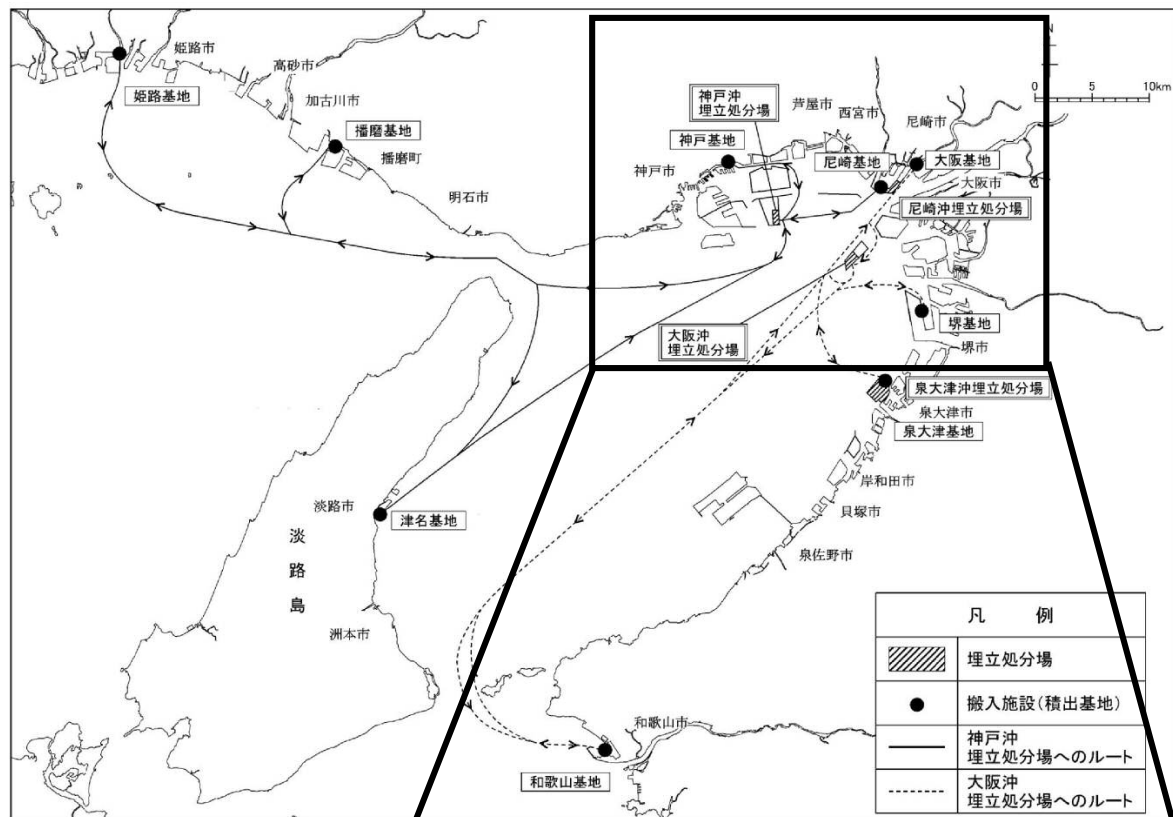 姫路市
姫路基地
高砂市
加古川市
播磨基地
播磨町
明石市
神戸沖
埋立処分場
芦屋市
西宮市
尼崎市
神戸基地
尼崎基地
大阪基地
神戸市
大阪市
尼崎沖埋立処分場
N
0
5
10km
大阪沖
埋立処分場
堺基地
堺市
泉大津沖埋立処分場
泉大津市
泉大津基地
岸和田市
貝塚市
泉佐野市
淡路市
津名基地
淡路島
洲本市
和歌山市
和歌山基地
凡 例
埋立処分場
搬入施設(積出基地)
神戸沖
埋立処分場へのルート
大阪沖
埋立処分場へのルート